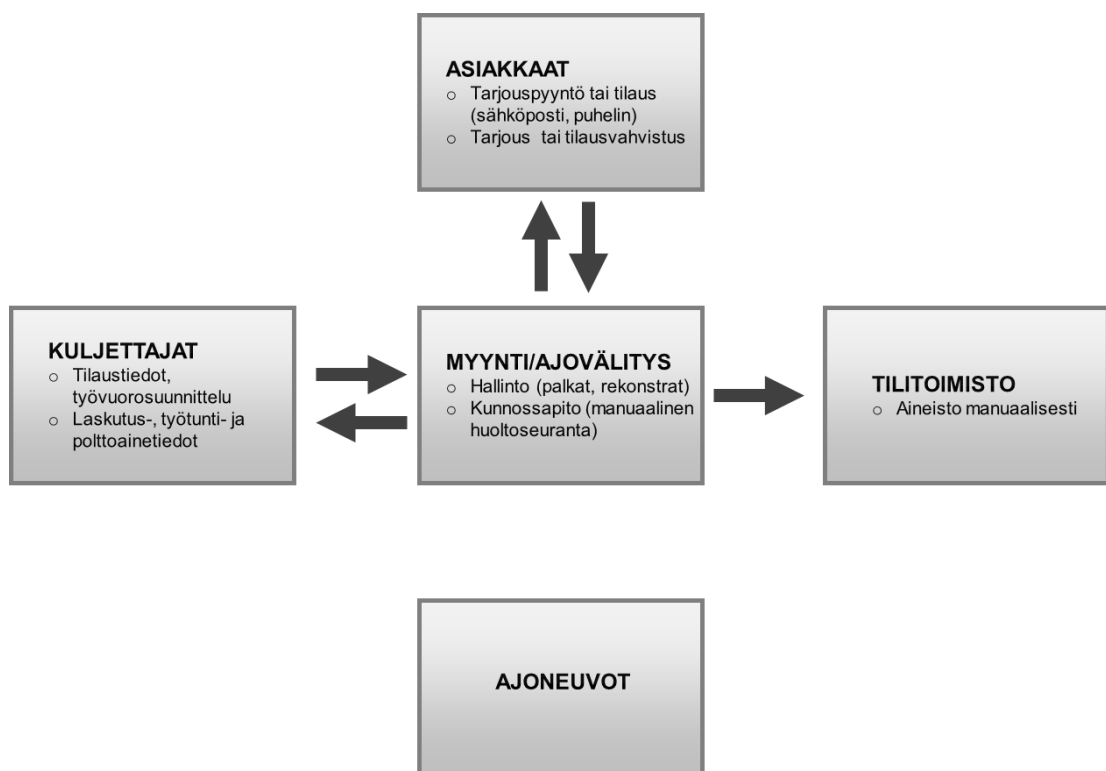 ASIAKKAAT
o Tarjouspyyntö tai tilaus
(sähköposti, puhelin)
o Tarjous tai tilausvahvistus
KULJETTAJAT
o Tilaustiedot,
työvuorosuunnittelu
o Laskutus-, työtunti- ja
polttoainetiedot
MYYNTI/AJOVÄLITYS
o Hallinto (palkat, rekonstrat)
o Kunnossapito (manuaalinen
huoltoseuranta)
TILITOIMISTO
o Aineisto manuaalisesti
AJONEUVOT